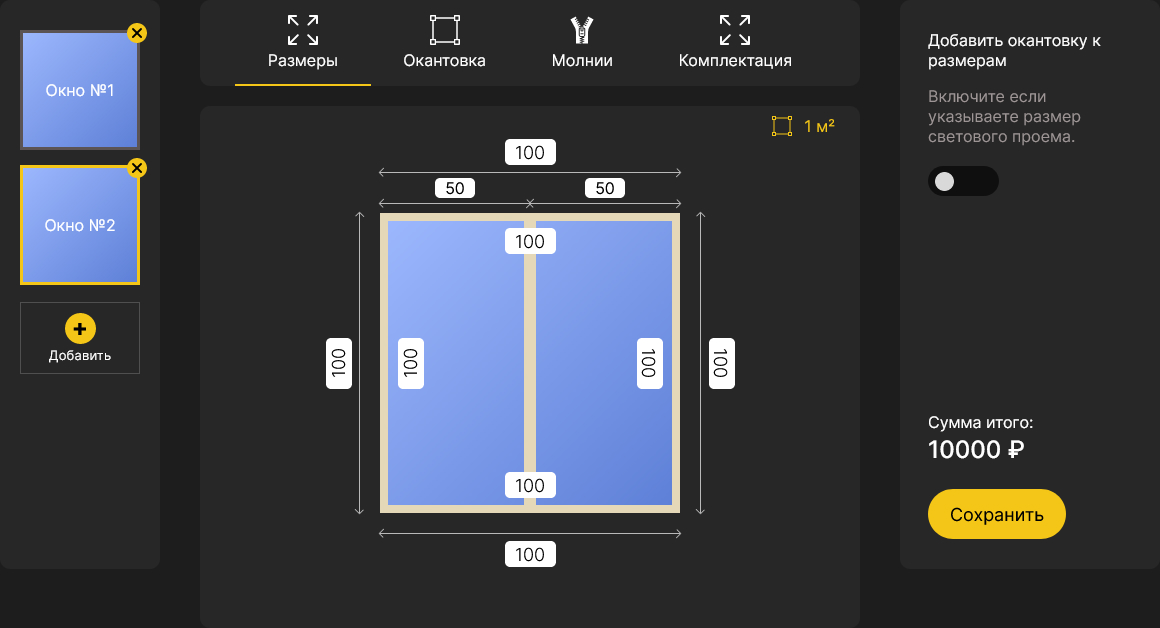 Окно №1
Окно №2
Добавить
Размеры
Окантовка
Молнии
Комплектация
1 м²
100
50
50
100
100
100
100
100
100
100
Добавить окантовку к
размерам
Включите если
указываете размер
светового проема.
Сумма итого:
10000 ₽
Сохранить